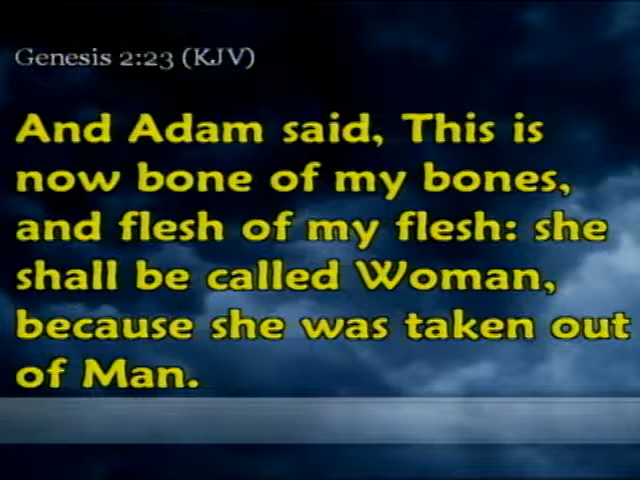 Genesis 2:23 (KJV)
And Adam said, This is
now bone of my bones,
and flesh of my flesh: she
shall be called Woman,
because she was taken out
of Man.